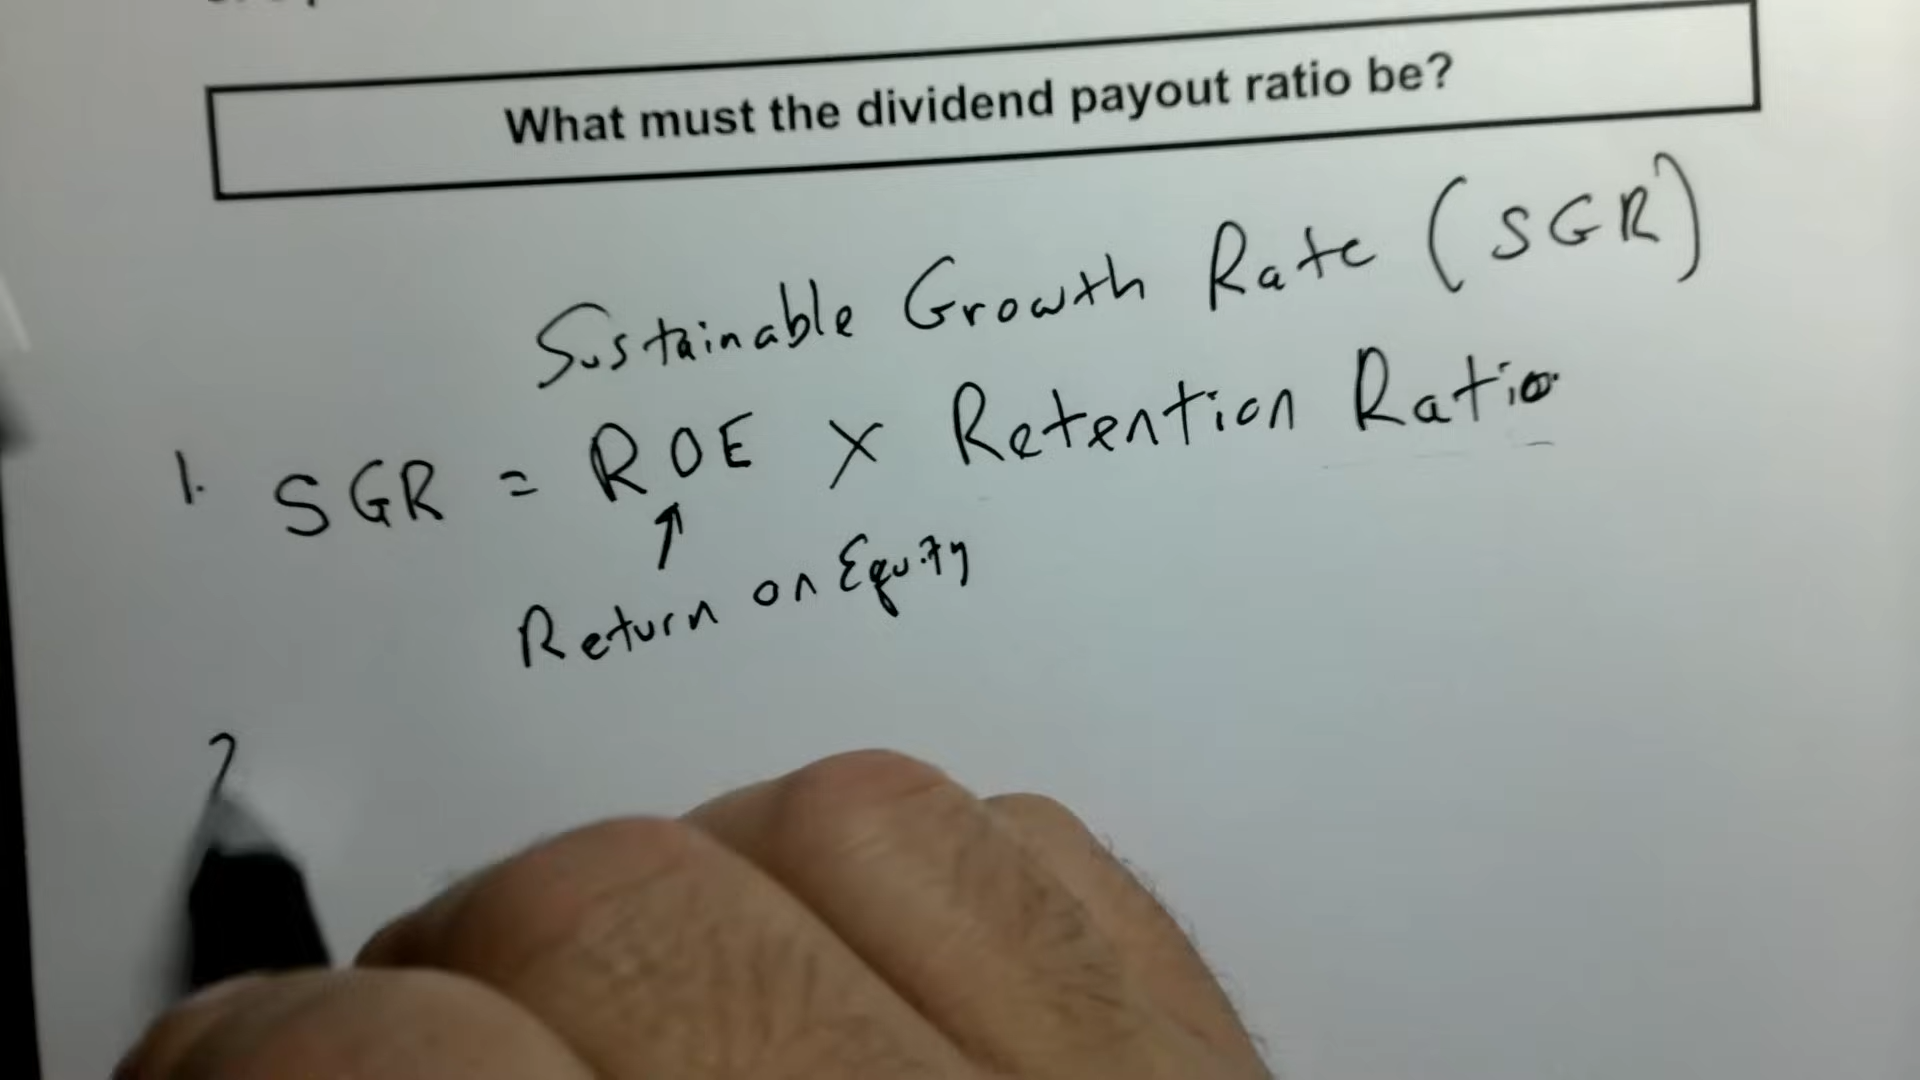 What must the dividend payout ratio be?
Sustainable Growth Rate (SGR)
1. SGR = ROE X Retention Ratio
↑
Return on Equity
2